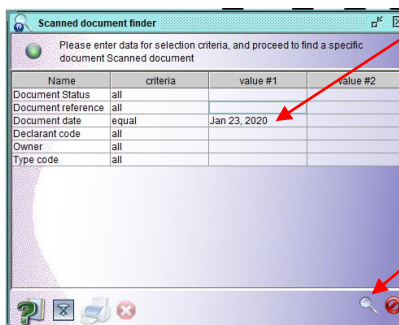 Scanned document finder
Please enter data for selection criteria, and proceed to find a specific
document Scanned document
Name criteria value #1 value #2
Document Status all
Document reference all
Document date equal Jan 23, 2020
Declarant code all
Owner all
Type code all